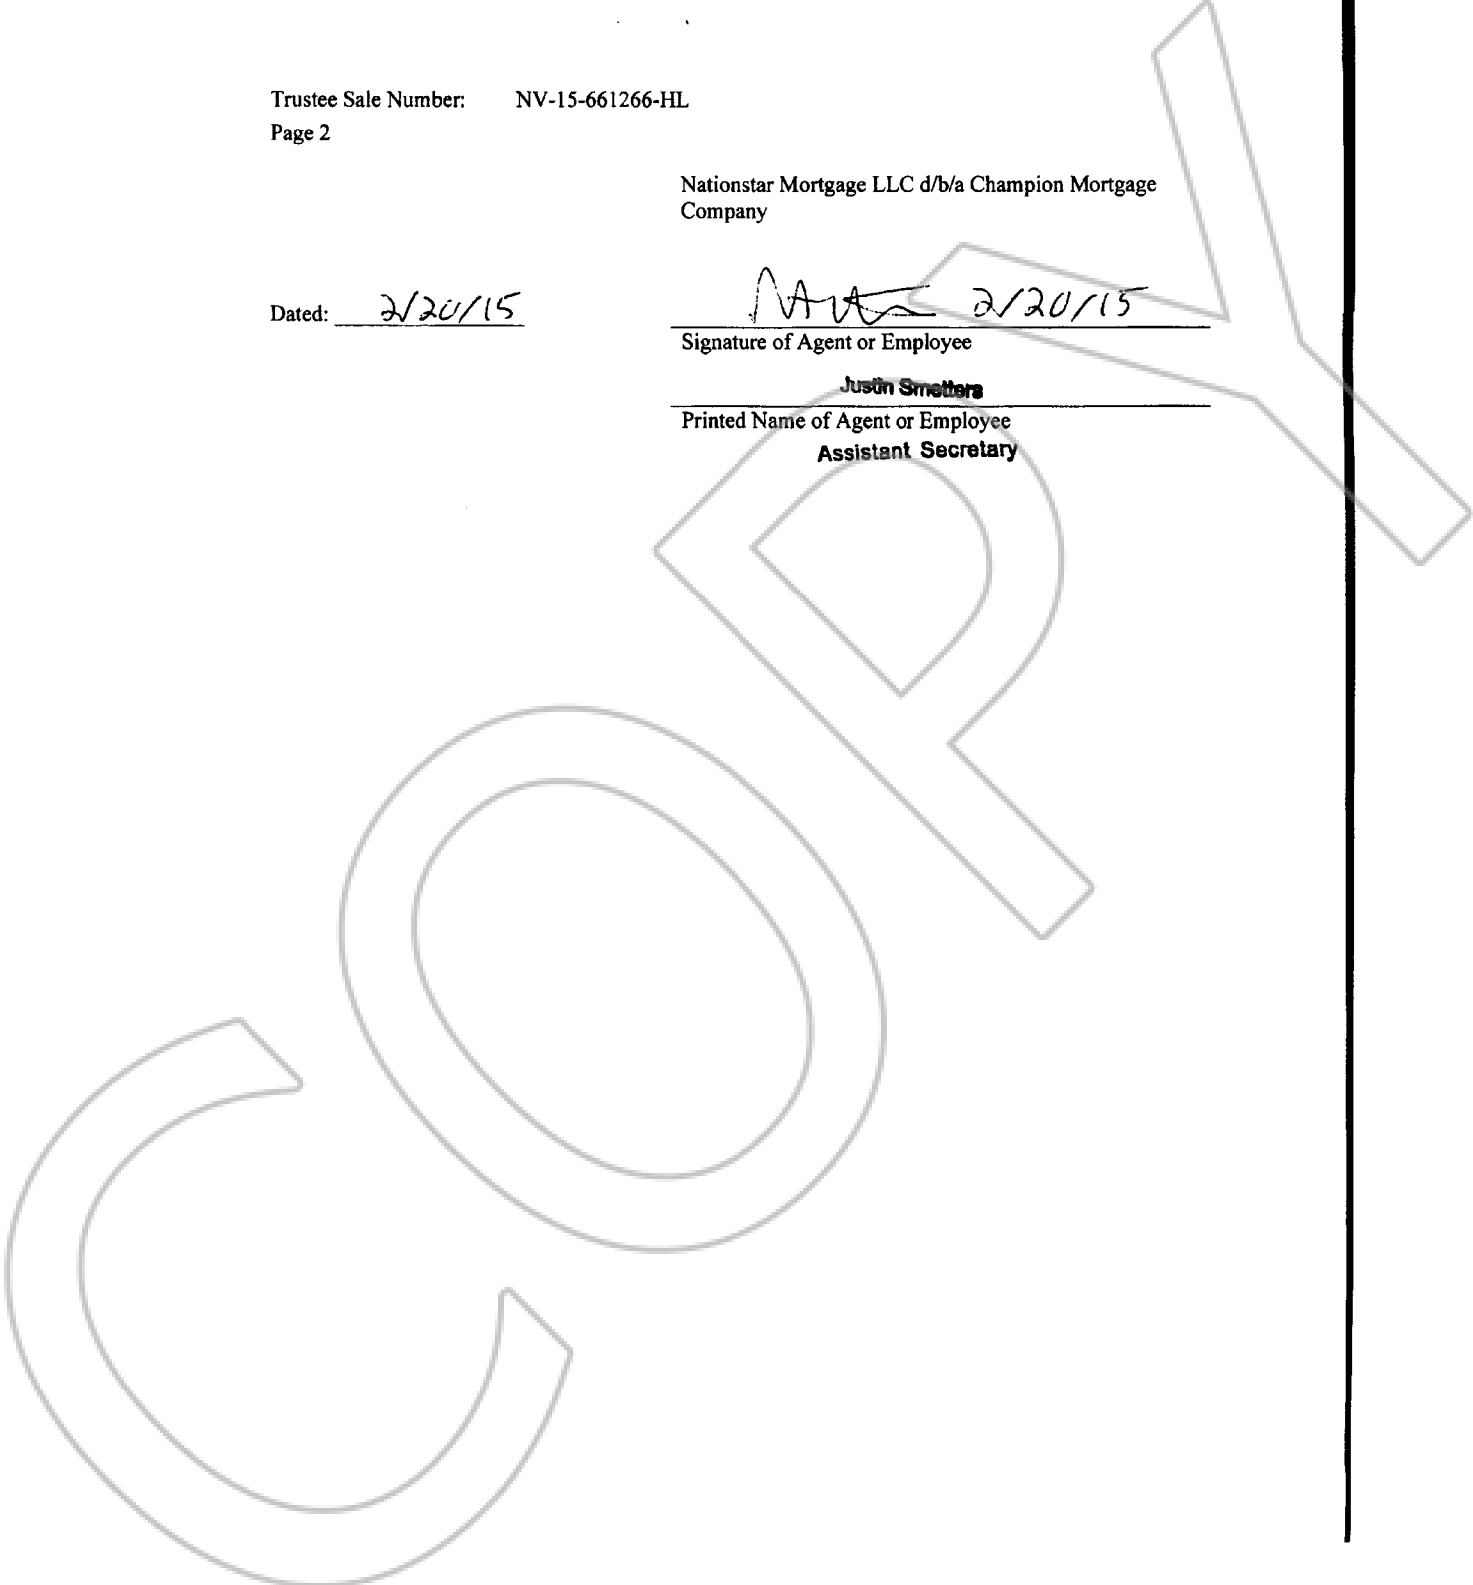 Trustee Sale Number: NV-15-661266-HL
Page 2
Nationstar Mortgage LLC d/b/a Champion Mortgage
Company
Dated: 2/20/15
2/20/15
Signature of Agent or Employee
Justin Smetters
Printed Name of Agent or Employee
Assistant Secretary
COPY